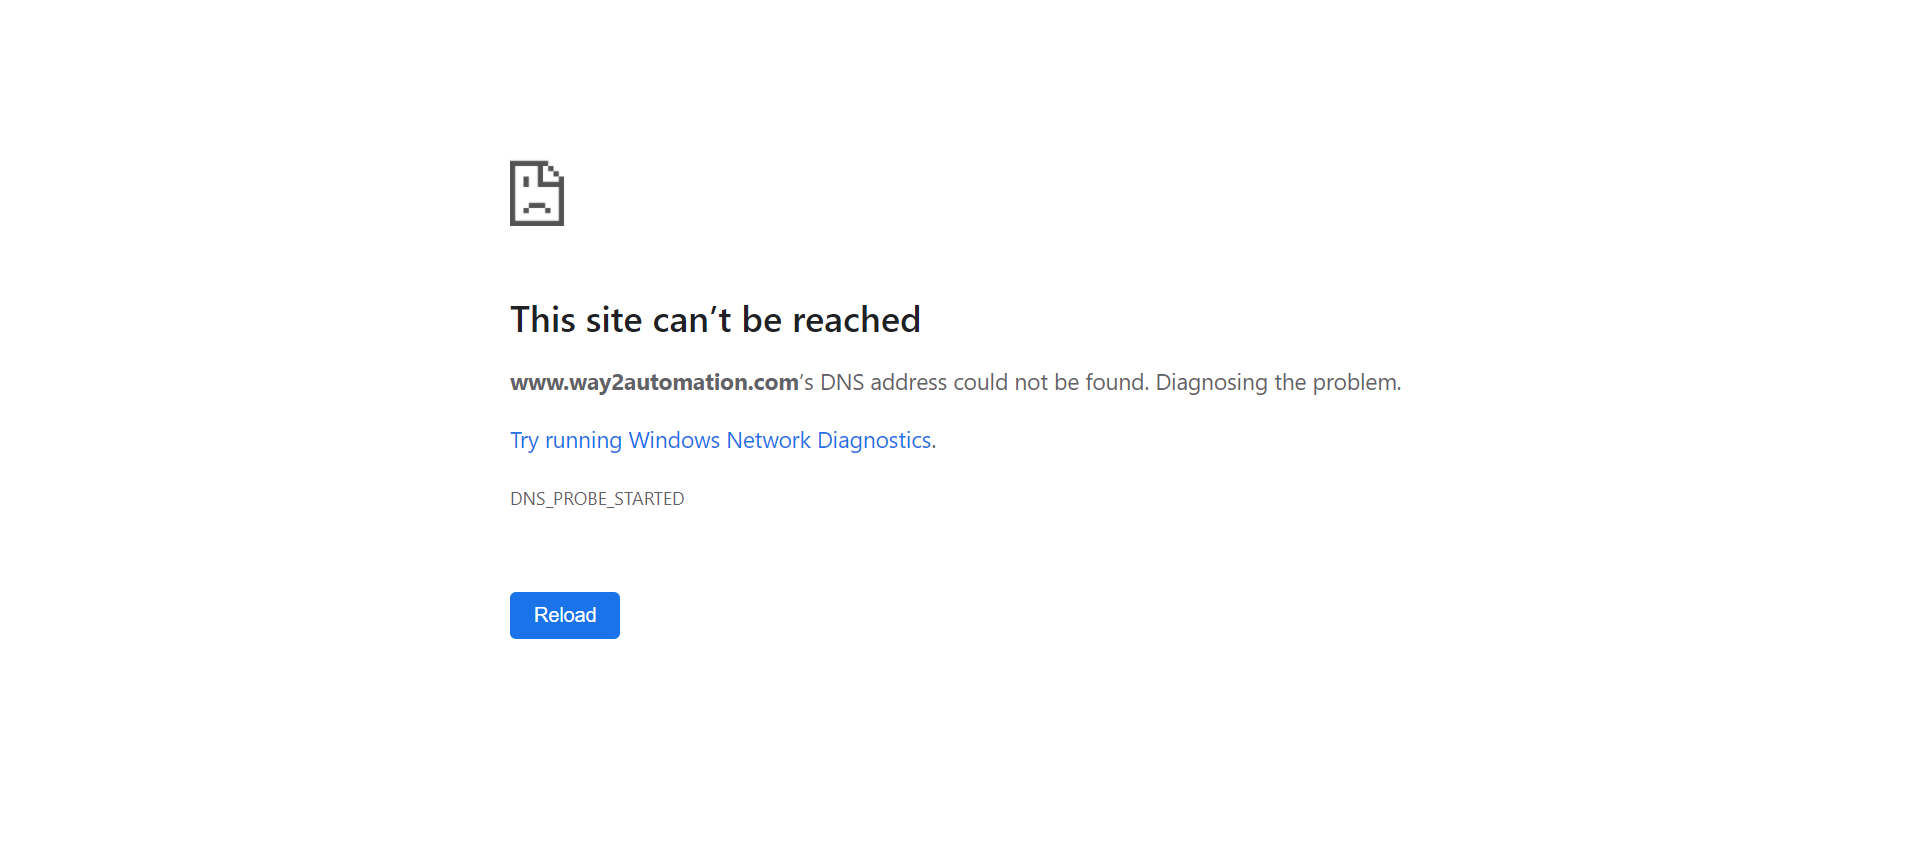 This site can’t be reached
www.way2automation.com’s DNS address could not be found. Diagnosing the problem.
Try running Windows Network Diagnostics.
DNS_PROBE_STARTED
Reload